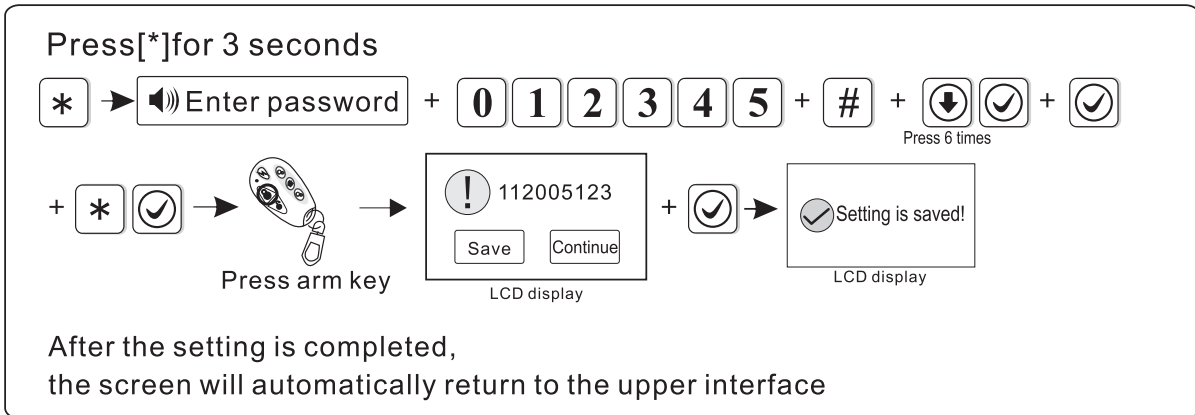 Press[*]for 3 seconds
* Enter password + 0 1 2 3 4 5 + # + +
Press 6 times
+ * ! 112005123 + Setting is saved!
Save Continue
Press arm key
LCD display
LCD display
After the setting is completed,
the screen will automatically return to the upper interface